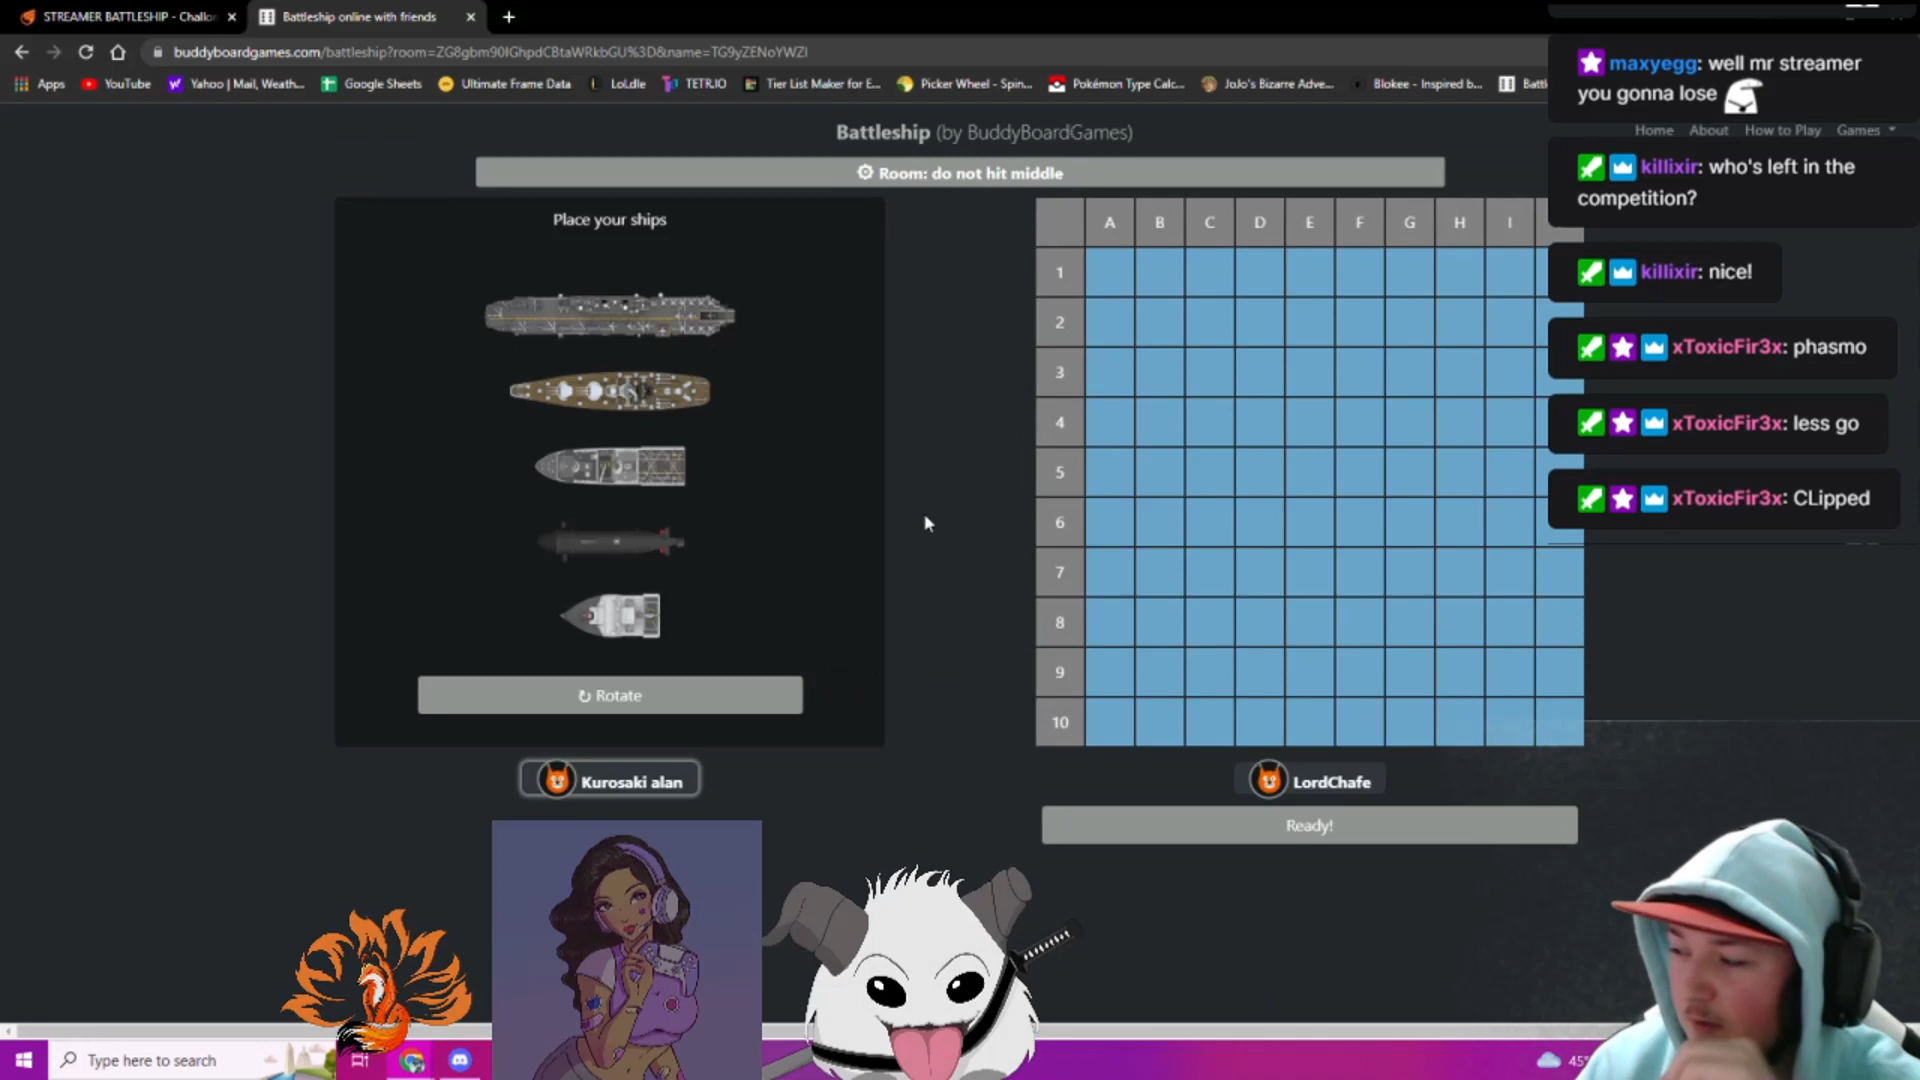 STREAMER BATTLESHIP - Challon
Battleship online with friends
buddyboardgames.com/battleship?room=
Apps
YouTube
Yahoo | Mail, Weath...
Google Sheets
Ultimate Frame Data
LoLdle
TETR.IO
Tier List Maker for E...
Picker Wheel - Spin...
Pokémon Type Calc...
JoJo's Bizarre Adve...
Blokee - Inspired b...
Battl
Battleship (by BuddyBoardGames)
Home About How to Play Games
Room: do not hit middle
Place your ships
Rotate
Kurosaki alan
A B C D E F G H I
1
2
3
4
5
6
7
8
9
10
LordChafe
Ready!
maxyegg: well mr streamer
you gonna lose
killixir: who's left in the
competition?
killixir: nice!
xToxicFir3x: phasmo
xToxicFir3x: less go
xToxicFir3x: CLipped
Type here to search
45°